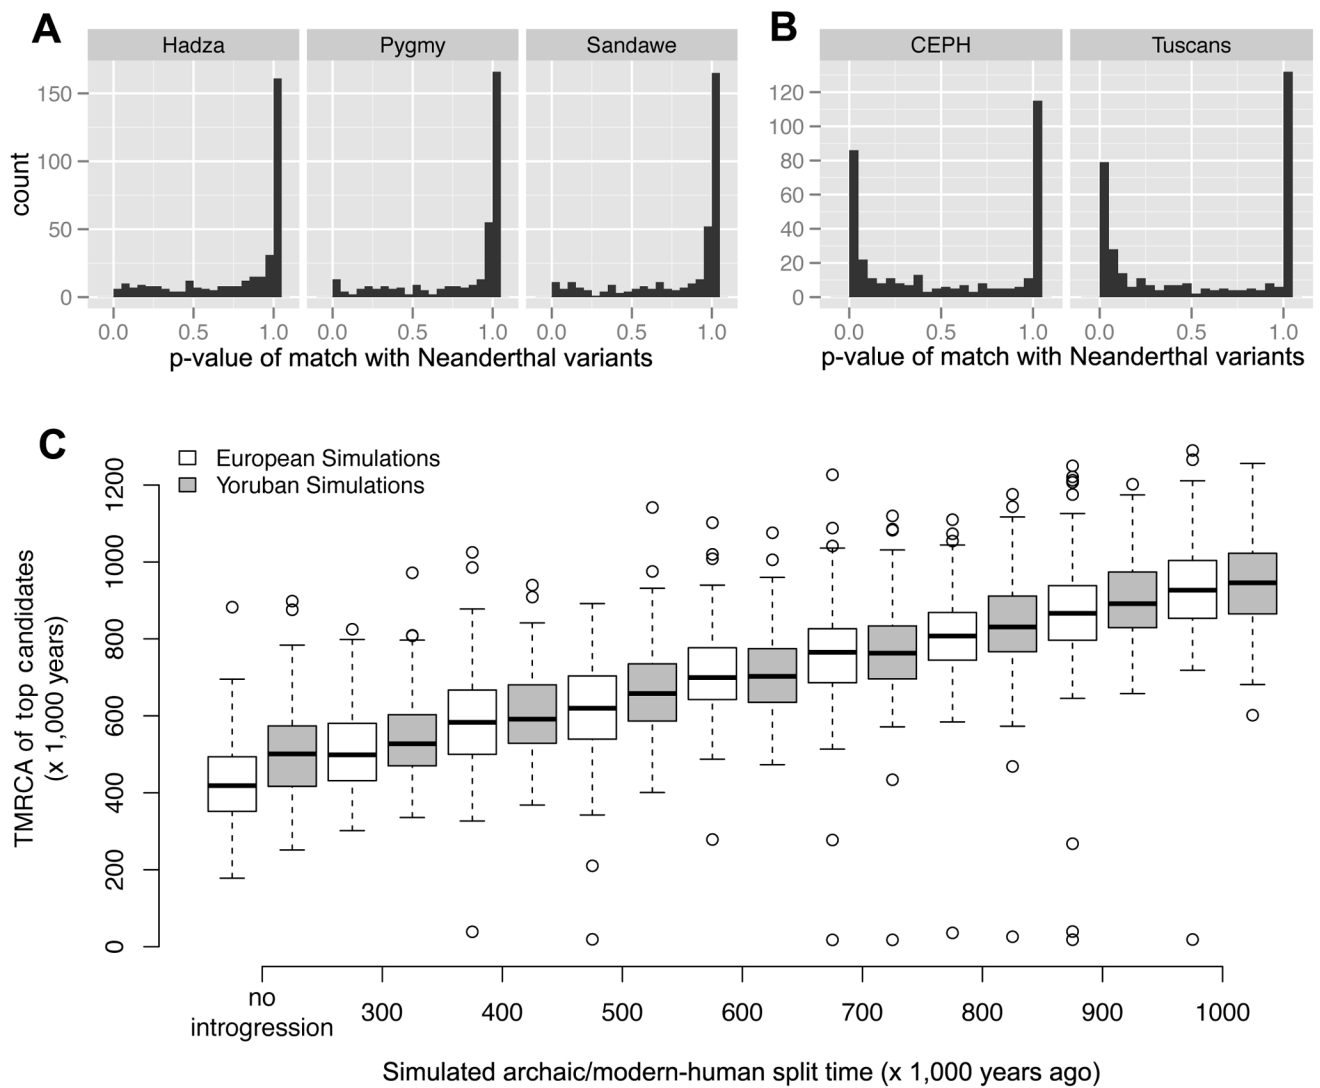 A
B
Hadza
Pygmy
Sandawe
CEPH
Tuscans
count
150
100
50
0
0.0 0.5 1.0 0.0 0.5 1.0 0.0 0.5 1.0
p-value of match with Neanderthal variants
120
100
80
60
40
20
0
0.0 0.5 1.0 0.0 0.5 1.0
p-value of match with Neanderthal variants
C
European Simulations
Yoruban Simulations
TMRCA of top candidates
(x 1,000 years)
1200
1000
800
600
400
200
0
no
introgression
300 400 500 600 700 800 900 1000
Simulated archaic/modern-human split time (x 1,000 years ago)